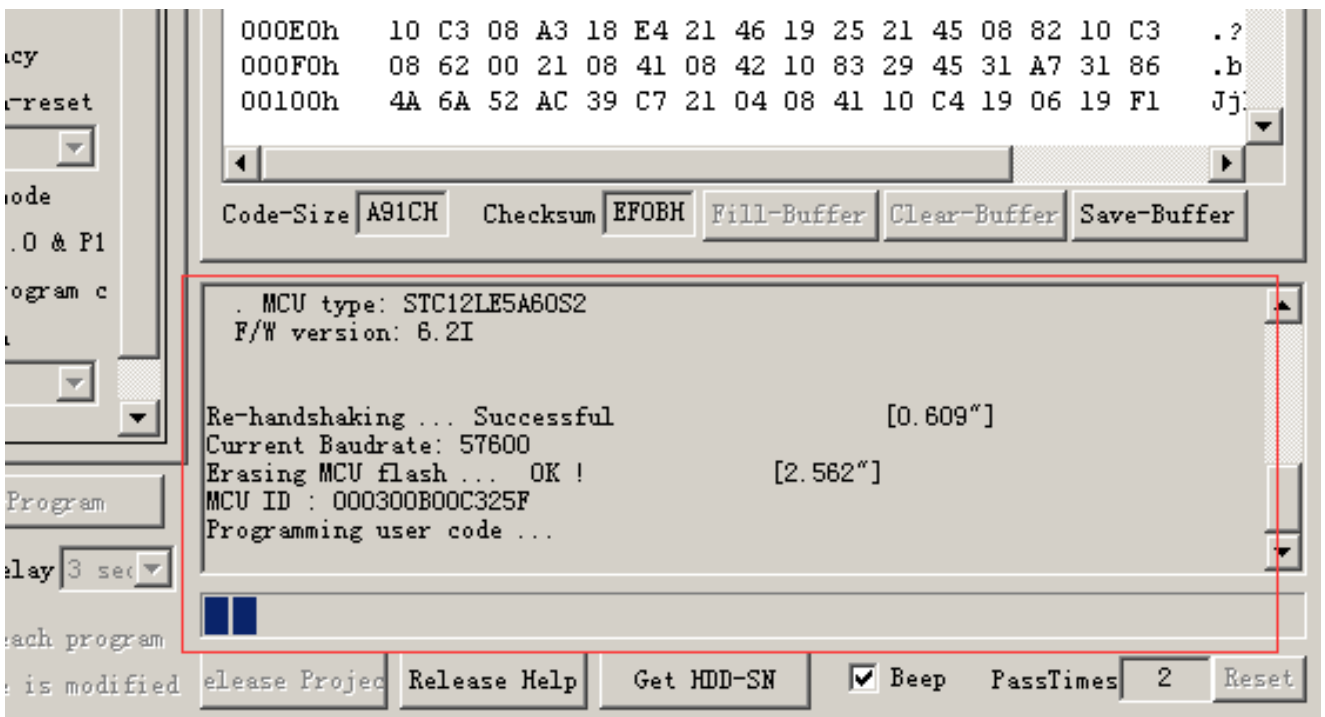 000E0h 10 C3 08 A3 18 E4 21 46 19 25 21 45 08 82 10 C3 .?
000F0h 08 62 00 21 08 41 08 42 10 83 29 45 31 A7 31 86 .b
00100h 4A 6A 52 AC 39 C7 21 04 08 41 10 C4 19 06 19 F1 Jj
Code-Size A91CH Checksum EF0BH Fill-Buffer Clear-Buffer Save-Buffer
.0 & P1
. MCU type: STC12LE5A60S2
F/W version: 6.2I
Re-handshaking ... Successful [0.609"]
Current Baudrate: 57600
Erasing MCU flash ... OK ! [2.562"]
MCU ID : 000300B00C325F
Programming user code ...
Program
elay 3 sec
each program
is modified
elease Projec Release Help Get HDD-SN Beep PassTimes 2 Reset